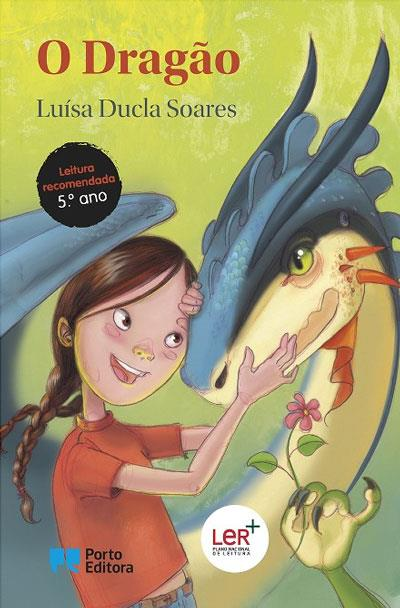 O Dragão
Luísa Ducla Soares
Leitura
recomendada
5.º ano
Porto
Editora
LER+
PLANO NACIONAL
DE LEITURA